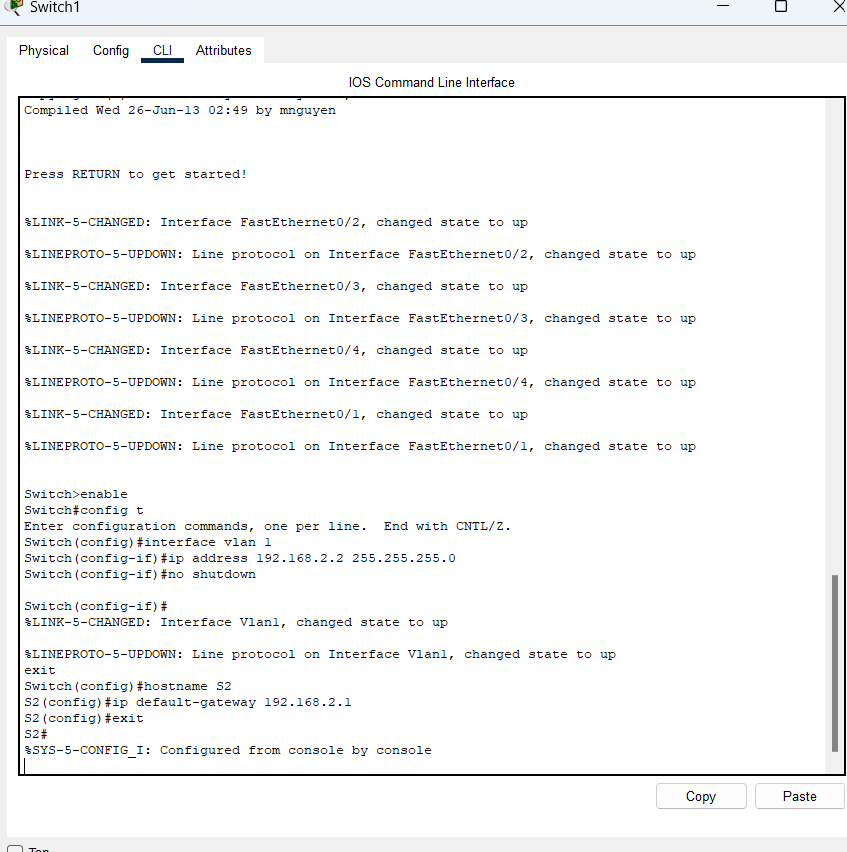 Switch1
Physical Config CLI Attributes
IOS Command Line Interface
Compiled Wed 26-Jun-13 02:49 by mnguyen
Press RETURN to get started!
%LINK-5-CHANGED: Interface FastEthernet0/2, changed state to up
%LINEPROTO-5-UPDOWN: Line protocol on Interface FastEthernet0/2, changed state to up
%LINK-5-CHANGED: Interface FastEthernet0/3, changed state to up
%LINEPROTO-5-UPDOWN: Line protocol on Interface FastEthernet0/3, changed state to up
%LINK-5-CHANGED: Interface FastEthernet0/4, changed state to up
%LINEPROTO-5-UPDOWN: Line protocol on Interface FastEthernet0/4, changed state to up
%LINK-5-CHANGED: Interface FastEthernet0/1, changed state to up
%LINEPROTO-5-UPDOWN: Line protocol on Interface FastEthernet0/1, changed state to up
Switch>enable
Switch#config t
Enter configuration commands, one per line.  End with CNTL/Z.
Switch(config)#interface vlan 1
Switch(config-if)#ip address 192.168.2.2 255.255.255.0
Switch(config-if)#no shutdown
Switch(config-if)#
%LINK-5-CHANGED: Interface Vlan1, changed state to up
%LINEPROTO-5-UPDOWN: Line protocol on Interface Vlan1, changed state to up
exit
Switch(config)#hostname S2
S2(config)#ip default-gateway 192.168.2.1
S2(config)#exit
S2#
%SYS-5-CONFIG_I: Configured from console by console
Copy Paste
Top